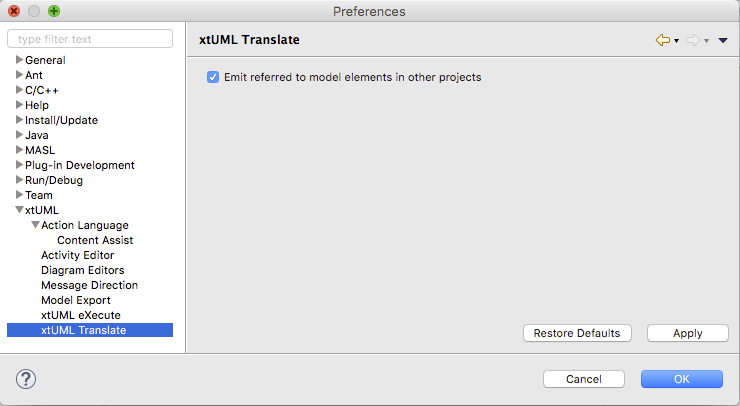 Preferences
type filter text
xtUML Translate
General
Ant
C/C++
Help
Install/Update
Java
MASL
Plug-in Development
Run/Debug
Team
xtUML
Action Language
Content Assist
Activity Editor
Diagram Editors
Message Direction
Model Export
xtUML eXecute
xtUML Translate
Emit referred to model elements in other projects
Restore Defaults
Apply
?
Cancel
OK